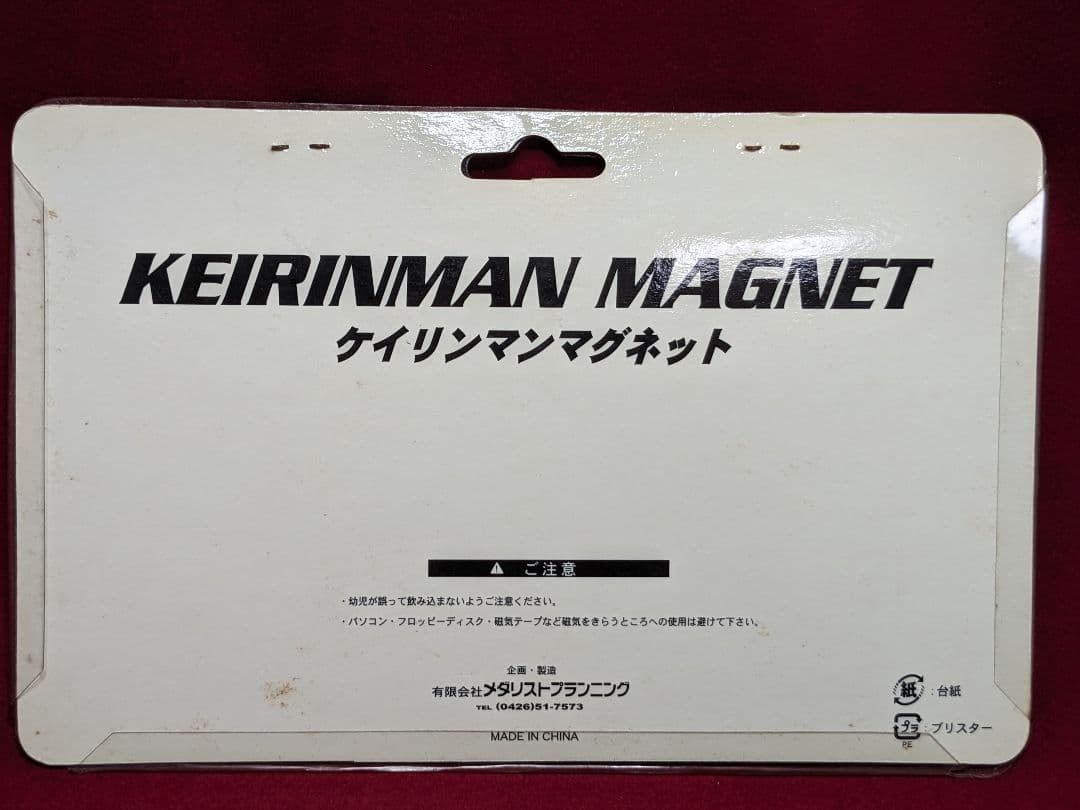 KEIRINMAN MAGNET
ケイリンマンマグネット
⚠ ご注意
・幼児が誤って飲み込まないようご注意ください。
・パソコン・フロッピーディスク・磁気テープなど磁気をきらうところへの使用は避けて下さい。
企画・製造
有限会社メダリストプランニング
TEL (0426)51-7573
MADE IN CHINA
紙 : 台紙
プラ : ブリスター
PE